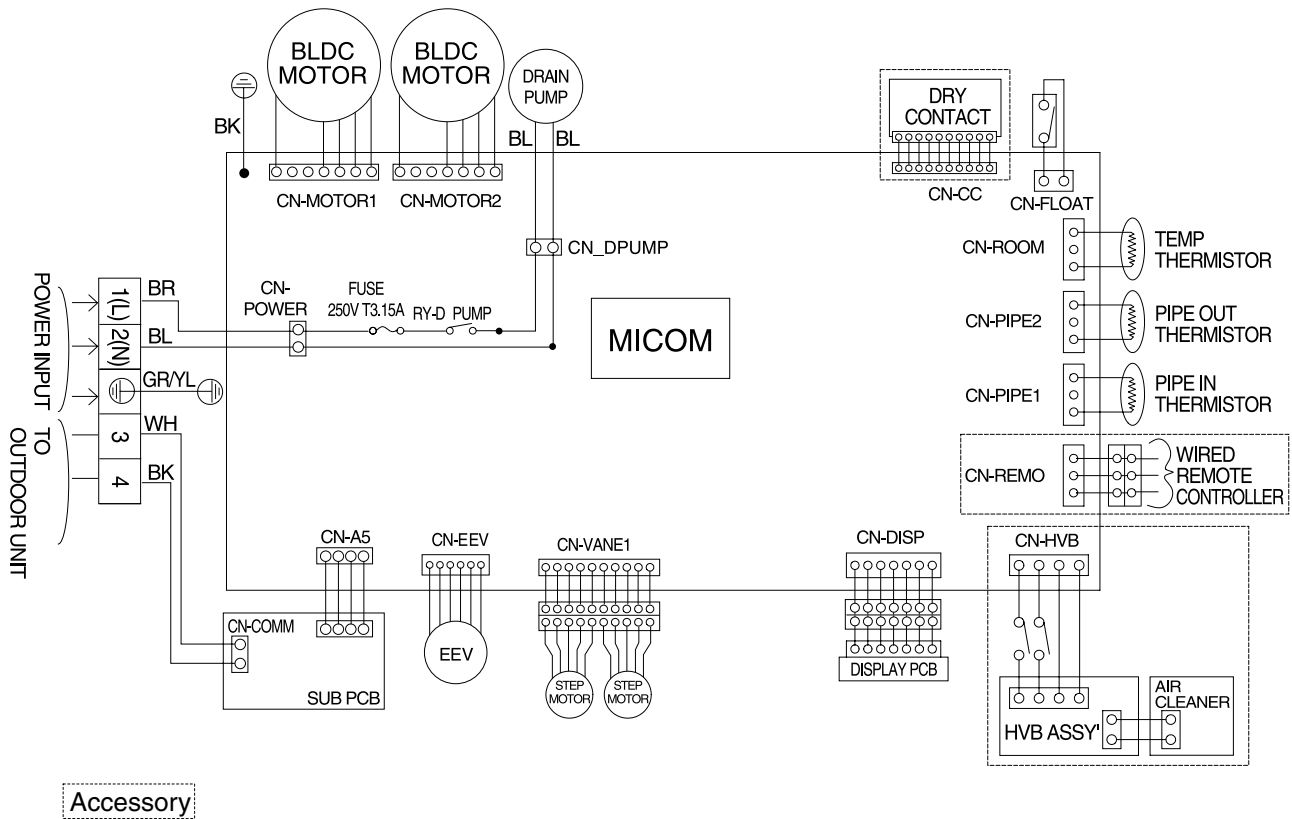 BLDC
MOTOR
BLDC
MOTOR
DRAIN
PUMP
DRY
CONTACT
BK
BL
BL
CN-MOTOR1
CN-MOTOR2
CN-CC
CN-FLOAT
CN_DPUMP
CN-ROOM
TEMP
THERMISTOR
POWER INPUT
1(L)
BR
CN-
POWER
FUSE
250V T3.15A
RY-D PUMP
2(N)
BL
MICOM
CN-PIPE2
PIPE OUT
THERMISTOR
GR/YL
CN-PIPE1
PIPE IN
THERMISTOR
TO
OUTDOOR UNIT
3
WH
4
BK
CN-REMO
WIRED
REMOTE
CONTROLLER
CN-A5
CN-EEV
CN-VANE1
CN-DISP
CN-HVB
CN-COMM
SUB PCB
EEV
STEP
MOTOR
STEP
MOTOR
DISPLAY PCB
HVB ASSY'
AIR
CLEANER
Accessory